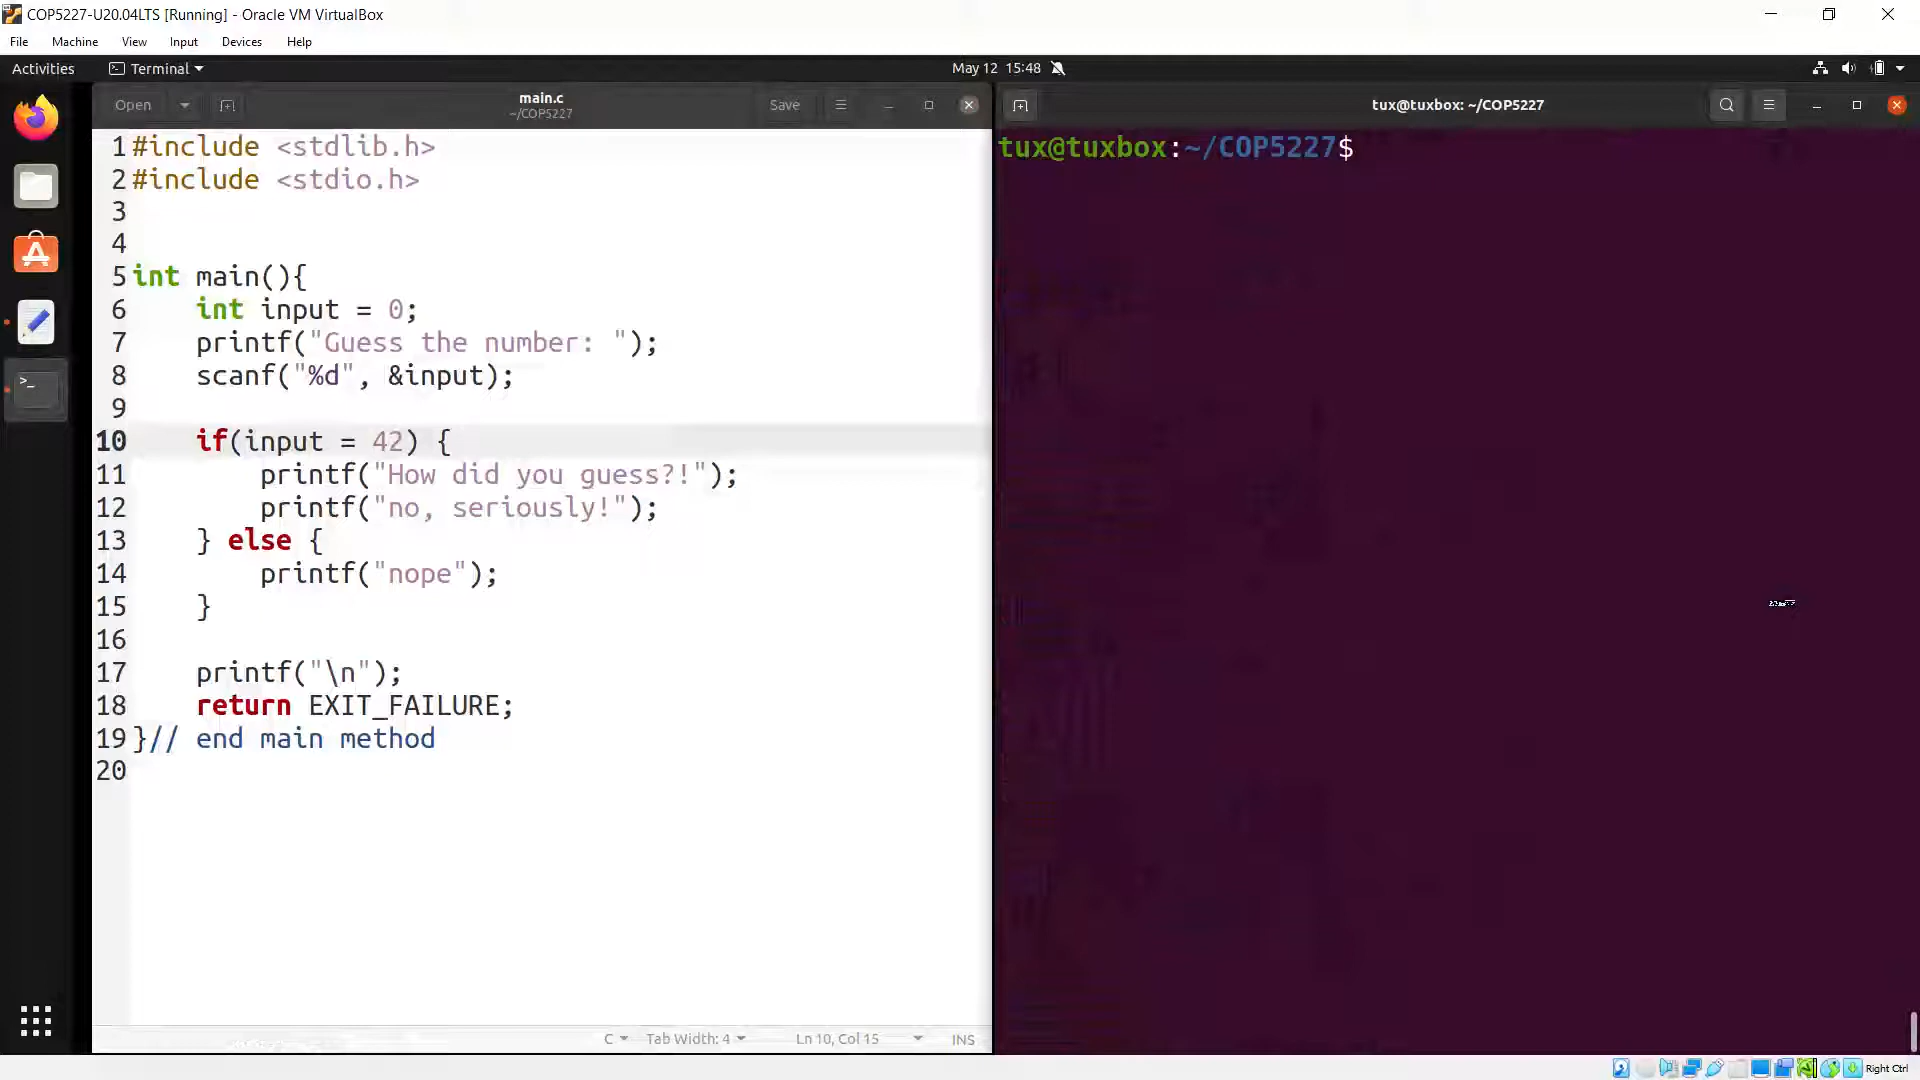 COP5227-U20.04LTS [Running] - Oracle VM VirtualBox
File Machine View Input Devices Help
Activities Terminal May 12 15:48
Open main.c Save
~/COP5227
tux@tuxbox: ~/COP5227
1 #include <stdlib.h>
2 #include <stdio.h>
3
4
5 int main(){
6     int input = 0;
7     printf("Guess the number: ");
8     scanf("%d", &input);
9
10     if(input = 42) {
11         printf("How did you guess?!");
12         printf("no, seriously!");
13     } else {
14         printf("nope");
15     }
16
17     printf("\n");
18     return EXIT_FAILURE;
19 }// end main method
20
tux@tuxbox:~/COP5227$
C Tab Width: 4 Ln 10, Col 15 INS
Right Ctrl